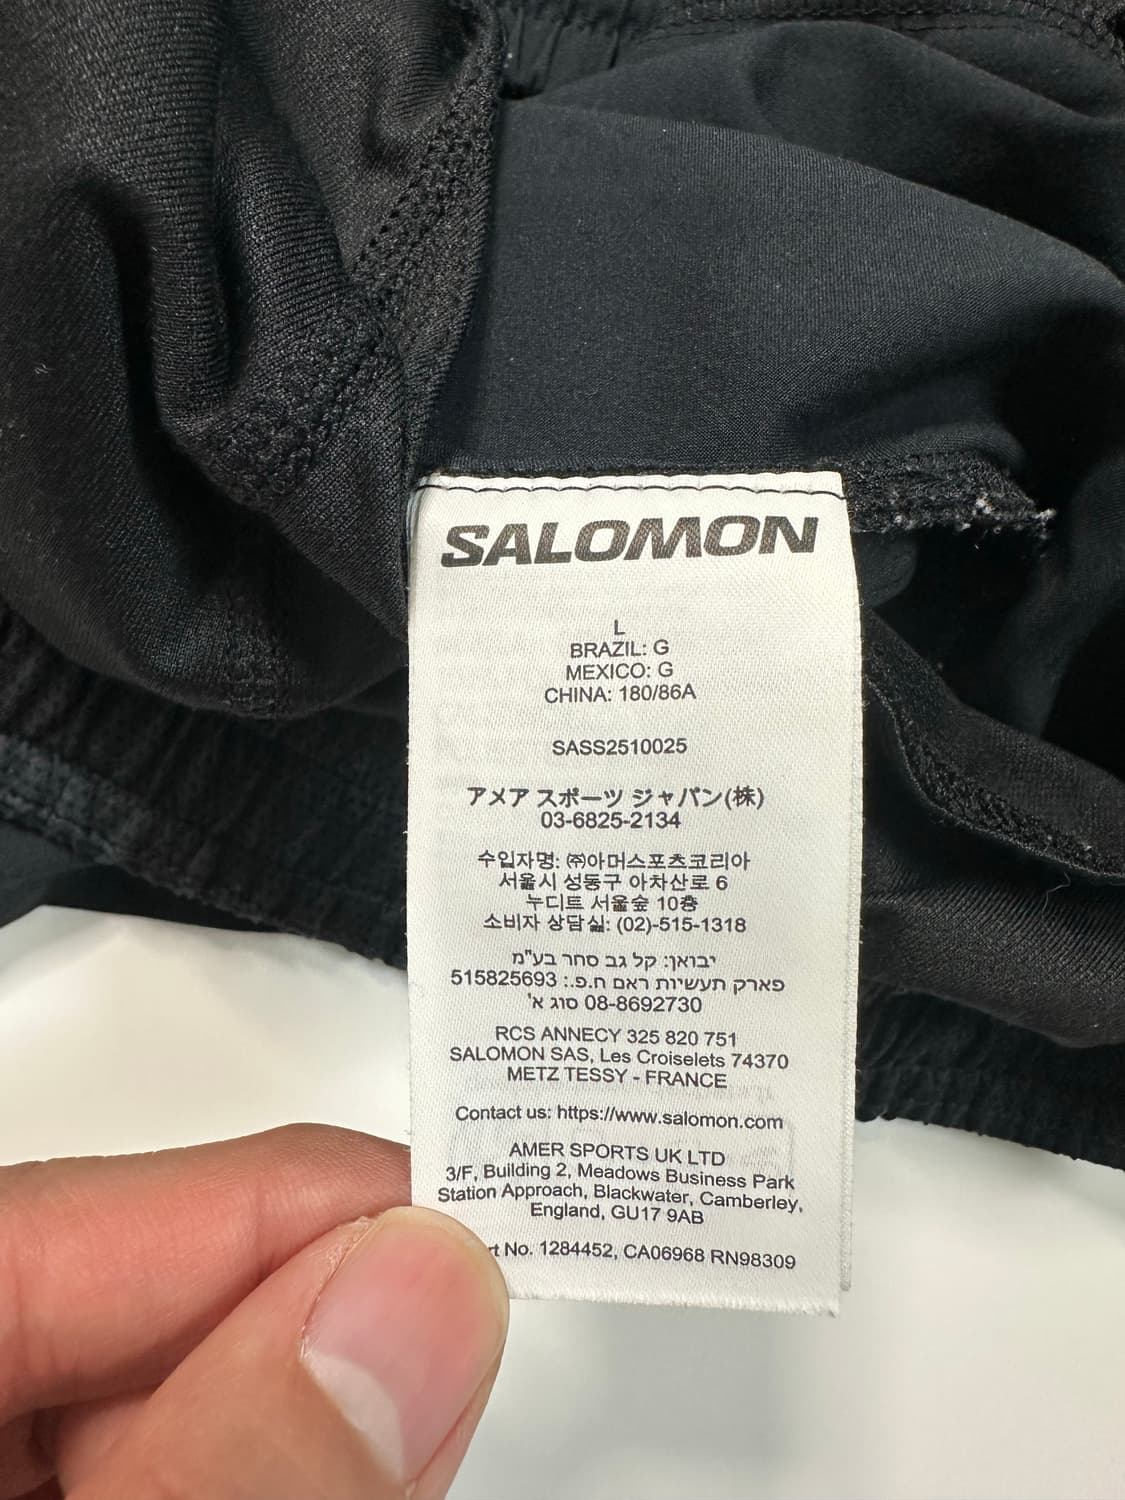 SALOMON
L
BRAZIL: G
MEXICO: G
CHINA: 180/86A
SASS2510025
アメア スポーツ ジャパン(株)
03-6825-2134
수입자명: ㈜아머스포츠코리아
서울시 성동구 아차산로 6
누디트 서울숲 10층
소비자 상담실: (02)-515-1318
יבואן: קל גב סחר בע"מ
פארק תעשיות ראם ח.פ.: 515825693
08-8692730 סוג א'
RCS ANNECY 325 820 751
SALOMON SAS, Les Croiselets 74370
METZ TESSY - FRANCE
Contact us: https://www.salomon.com
AMER SPORTS UK LTD
3/F, Building 2, Meadows Business Park
Station Approach, Blackwater, Camberley,
England, GU17 9AB
No. 1284452, CA06968 RN98309